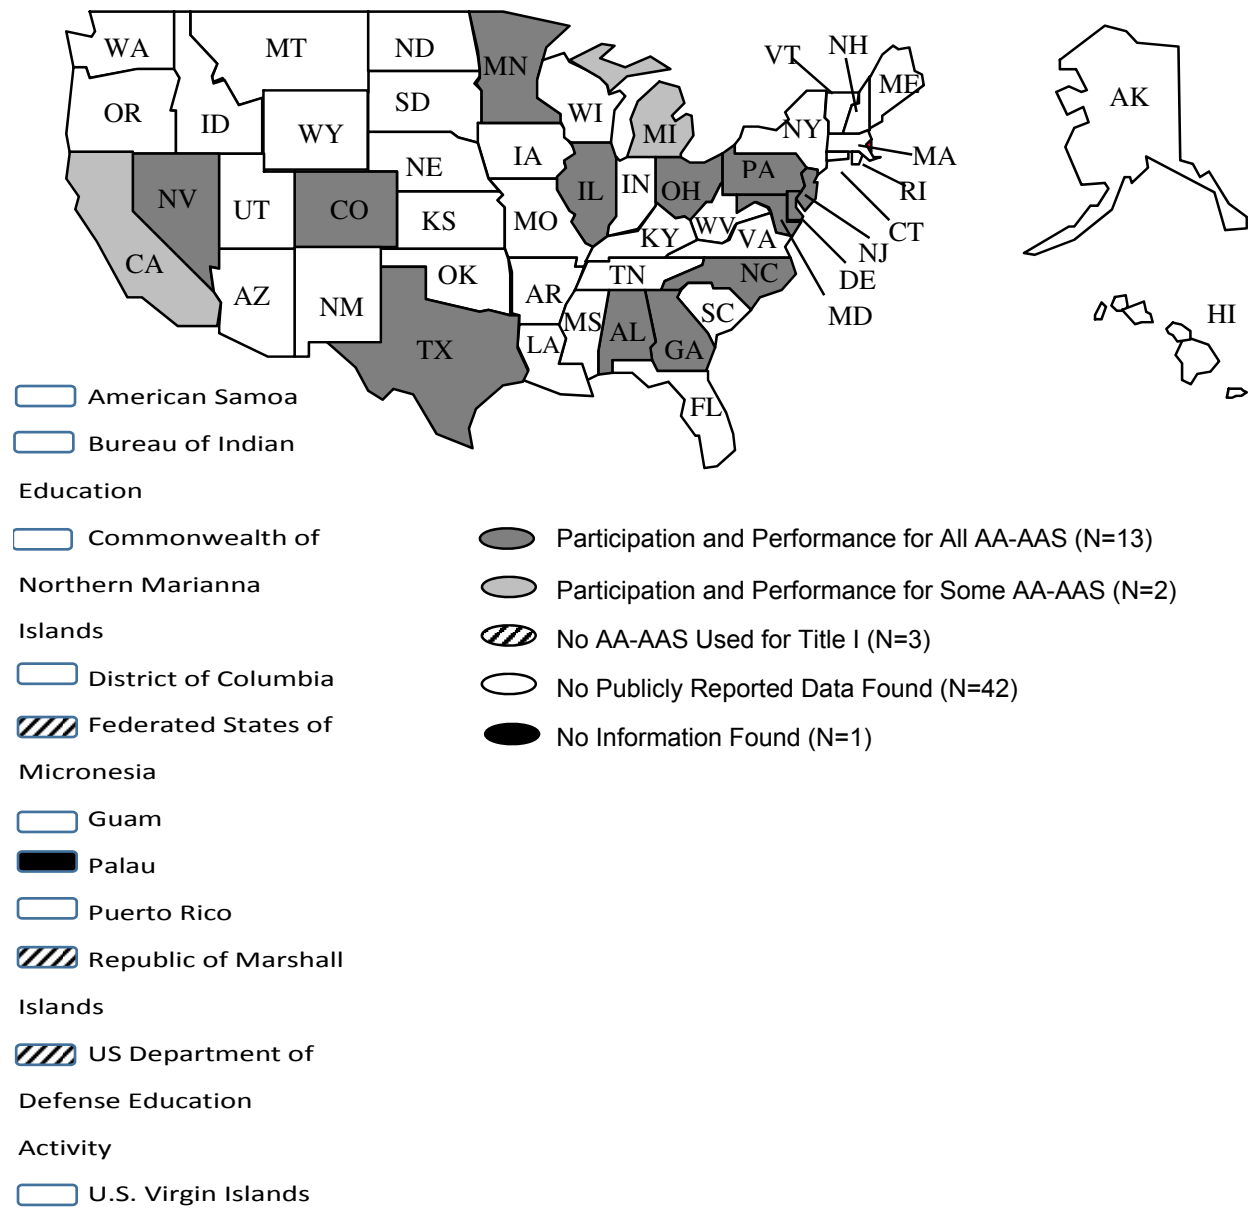 WA
MT
ND
MN
VT
NH
ME
OR
ID
SD
WI
NY
AK
WY
MI
MA
IA
NE
PA
RI
NV
UT
CO
IL
IN
OH
CT
KS
MO
WV
KY
VA
NJ
CA
TN
NC
DE
AZ
NM
OK
AR
MS
SC
MD
HI
TX
LA
AL
GA
FL
American Samoa
Bureau of Indian
Education
Commonwealth of
Northern Marianna
Islands
District of Columbia
Federated States of
Micronesia
Guam
Palau
Puerto Rico
Republic of Marshall
Islands
US Department of
Defense Education
Activity
U.S. Virgin Islands
Participation and Performance for All AA-AAS (N=13)
Participation and Performance for Some AA-AAS (N=2)
No AA-AAS Used for Title I (N=3)
No Publicly Reported Data Found (N=42)
No Information Found (N=1)